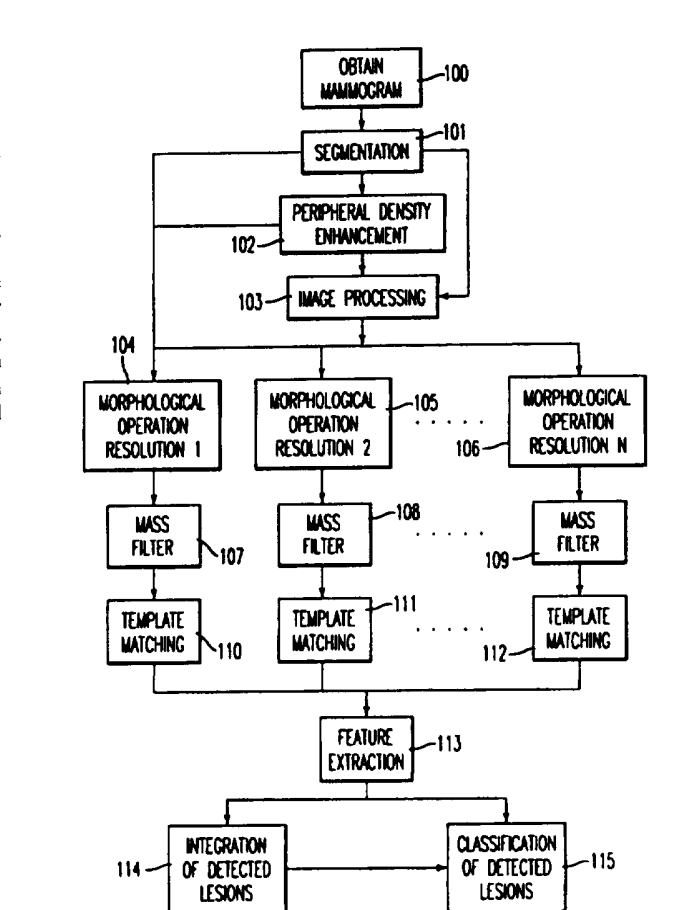 OBTAIN
MAMMOGRAM
100
SEGMENTATION
101
PERIPHERAL DENSITY
ENHANCEMENT
102
IMAGE PROCESSING
103
104
MORPHOLOGICAL
OPERATION
RESOLUTION 1
MORPHOLOGICAL
OPERATION
RESOLUTION 2
105
. . . . .
MORPHOLOGICAL
OPERATION
RESOLUTION N
106
MASS
FILTER
107
MASS
FILTER
108
. . . . .
MASS
FILTER
109
TEMPLATE
MATCHING
110
TEMPLATE
MATCHING
111
. . . . .
TEMPLATE
MATCHING
112
FEATURE
EXTRACTION
113
INTEGRATION
OF DETECTED
LESIONS
114
CLASSIFICATION
OF DETECTED
LESIONS
115